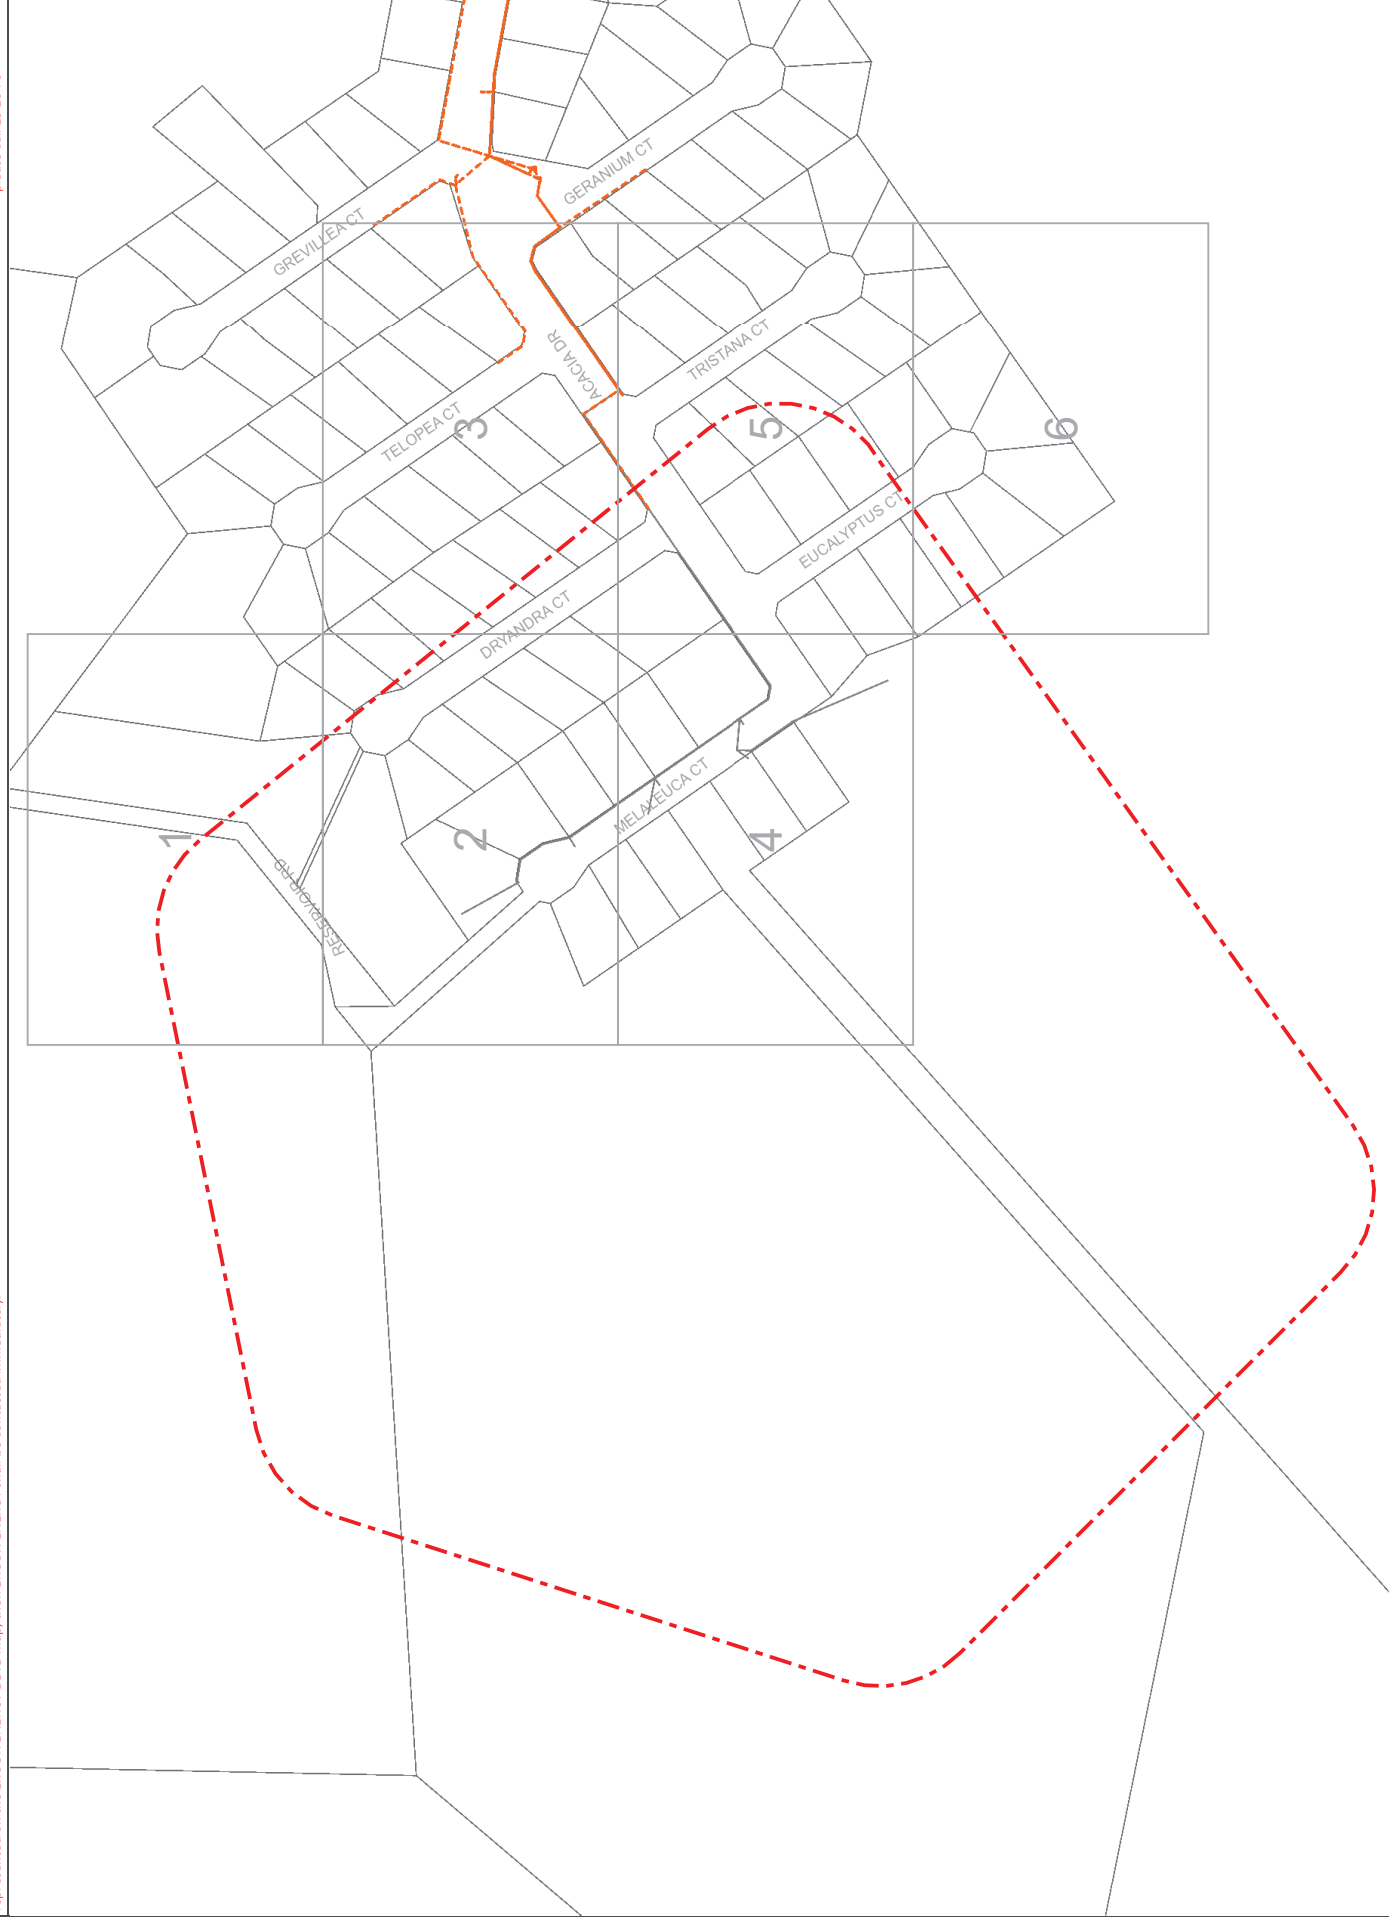 GERANIUM CT
GREVILLEA CT
ACACIA DR
TRISTANA CT
TELOPEA CT
3
5
6
EUCALYPTUS CT
DRYANDRA CT
MELALEUCA CT
1
2
4
RESERVOIR RD